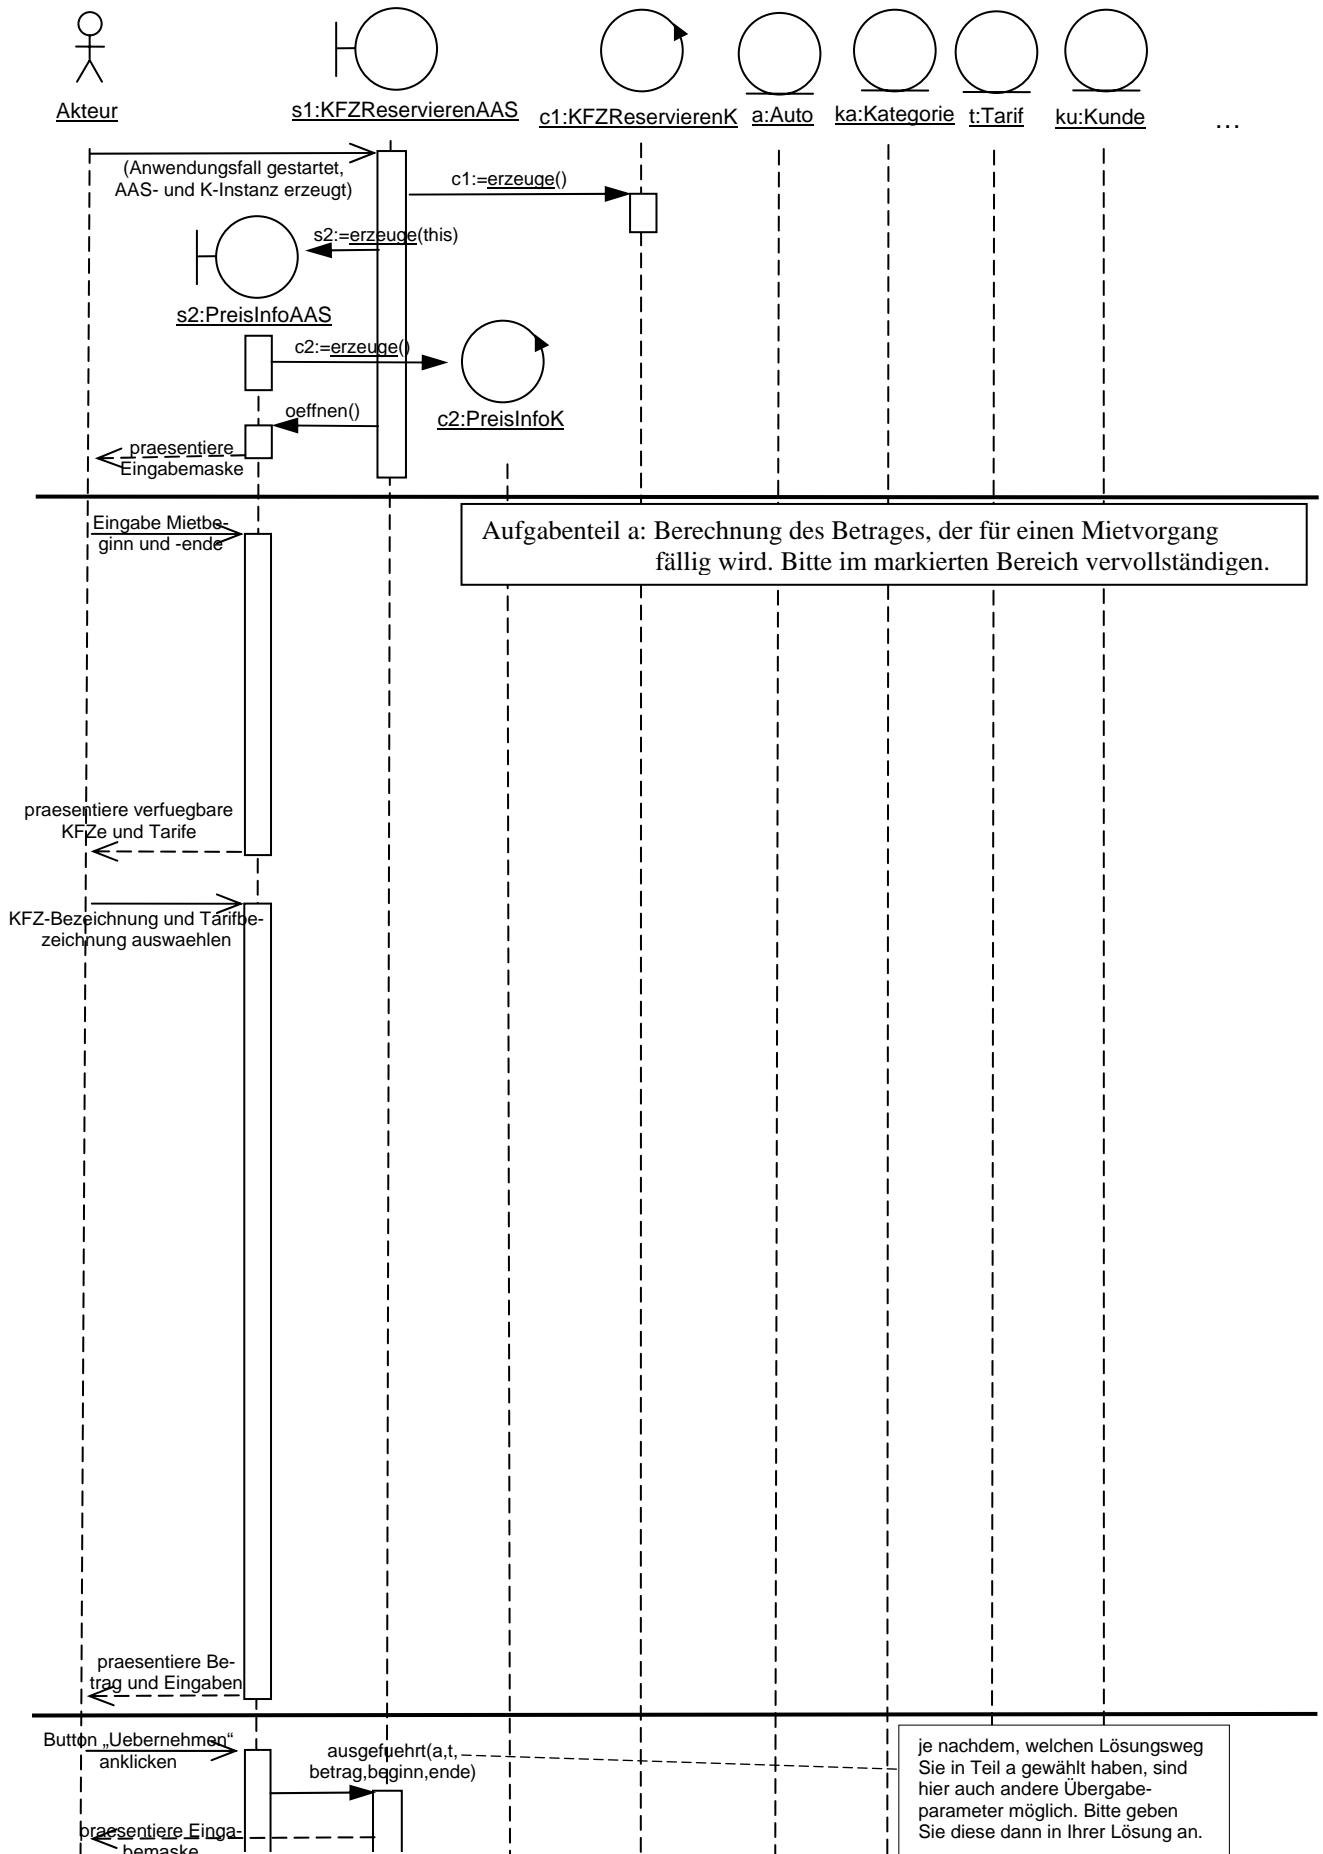 Akteur
s1:KFZReservierenAAS
c1:KFZReservierenK
a:Auto
ka:Kategorie
t:Tarif
ku:Kunde
...
(Anwendungsfall gestartet,
AAS- und K-Instanz erzeugt)
c1:=erzeuge()
s2:=erzeuge(this)
s2:PreisInfoAAS
c2:=erzeuge()
c2:PreisInfoK
oeffnen()
praesentiere
Eingabemaske
Eingabe Mietbe-
ginn und -ende
Aufgabenteil a: Berechnung des Betrages, der für einen Mietvorgang
fällig wird. Bitte im markierten Bereich vervollständigen.
praesentiere verfuegbare
KFZe und Tarife
KFZ-Bezeichnung und Tarifbe-
zeichnung auswaehlen
praesentiere Be-
trag und Eingaben
Button „Uebernehmen“
anklicken
ausgefuehrt(a,t,
betrag,beginn,ende)
je nachdem, welchen Lösungsweg
Sie in Teil a gewählt haben, sind
hier auch andere Übergabe-
parameter möglich. Bitte geben
Sie diese dann in Ihrer Lösung an.
praesentiere Einga-
bemaske